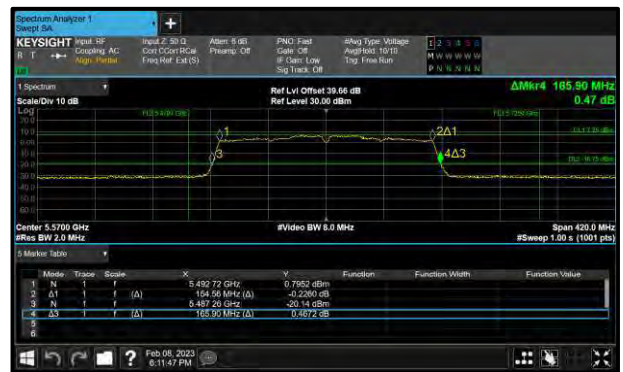 Spectrum Analyzer 1
Swept SA
+
KEYSIGHT Input: RF Input Z: 50 Ω Atten: 6 dB PNO: Fast #Avg Type: Voltage 1 2 3 4 5 6
R T Coupling: AC Corr CCorr RCal Preamp: Off Gate: Off Avg|Hold: 10/10 M W W W W W
Align: Partial Freq Ref: Ext (S) IF Gain: Low Trig: Free Run P N N N N N
Sig Track: Off
1 Spectrum Ref Lvl Offset 39.66 dB ΔMkr4 165.90 MHz
Scale/Div 10 dB Ref Level 30.00 dBm 0.47 dB
Log
1 2Δ1
3 4Δ3
Center 5.5700 GHz #Video BW 8.0 MHz Span 420.0 MHz
#Res BW 2.0 MHz #Sweep 1.00 s (1001 pts)
5 Marker Table
Mode Trace Scale X Y Function Function Width Function Value
1 N 1 f 5.492 72 GHz 0.7952 dBm
2 Δ1 1 f (Δ) 154.56 MHz (Δ) -0.2260 dB
3 N 1 f 5.487 26 GHz -20.14 dBm
4 Δ3 1 f (Δ) 165.90 MHz (Δ) 0.4672 dB
5
6
? Feb 08, 2023
6:11:47 PM